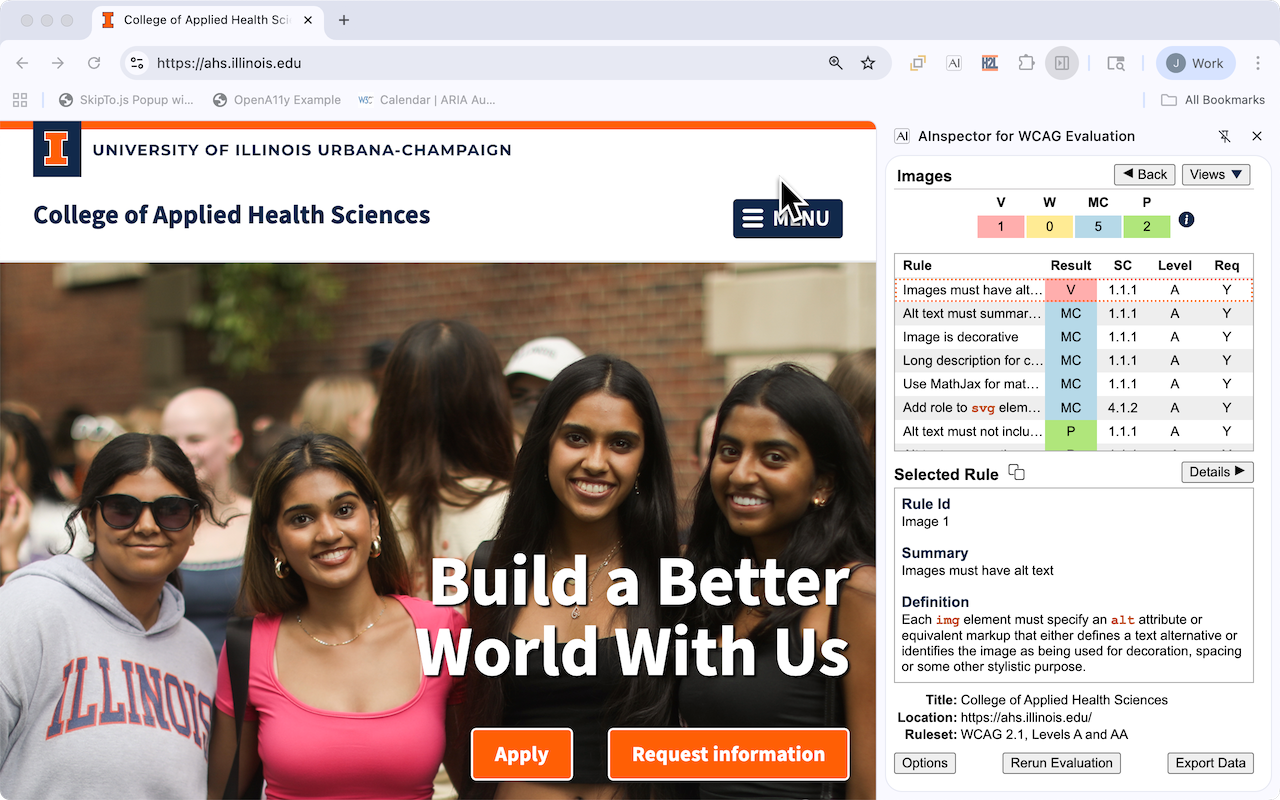 College of Applied Health Sci
https://ahs.illinois.edu
AI
H2L
J Work
SkipTo.js Popup wi...
OpenA11y Example
W3C Calendar | ARIA Au...
All Bookmarks
I UNIVERSITY OF ILLINOIS URBANA-CHAMPAIGN
College of Applied Health Sciences
MENU
Build a Better
World With Us
Apply
Request information
ILLINOIS
AI AInspector for WCAG Evaluation
Images
Back
Views
V W MC P
1 0 5 2
Rule Result SC Level Req
Images must have alt... V 1.1.1 A Y
Alt text must summar... MC 1.1.1 A Y
Image is decorative MC 1.1.1 A Y
Long description for c... MC 1.1.1 A Y
Use MathJax for mat... MC 1.1.1 A Y
Add role to svg elem... MC 4.1.2 A Y
Alt text must not inclu... P 1.1.1 A Y
Selected Rule
Details
Rule Id
Image 1
Summary
Images must have alt text
Definition
Each img element must specify an alt attribute or
equivalent markup that either defines a text alternative or
identifies the image as being used for decoration, spacing
or some other stylistic purpose.
Title: College of Applied Health Sciences
Location: https://ahs.illinois.edu/
Ruleset: WCAG 2.1, Levels A and AA
Options
Rerun Evaluation
Export Data